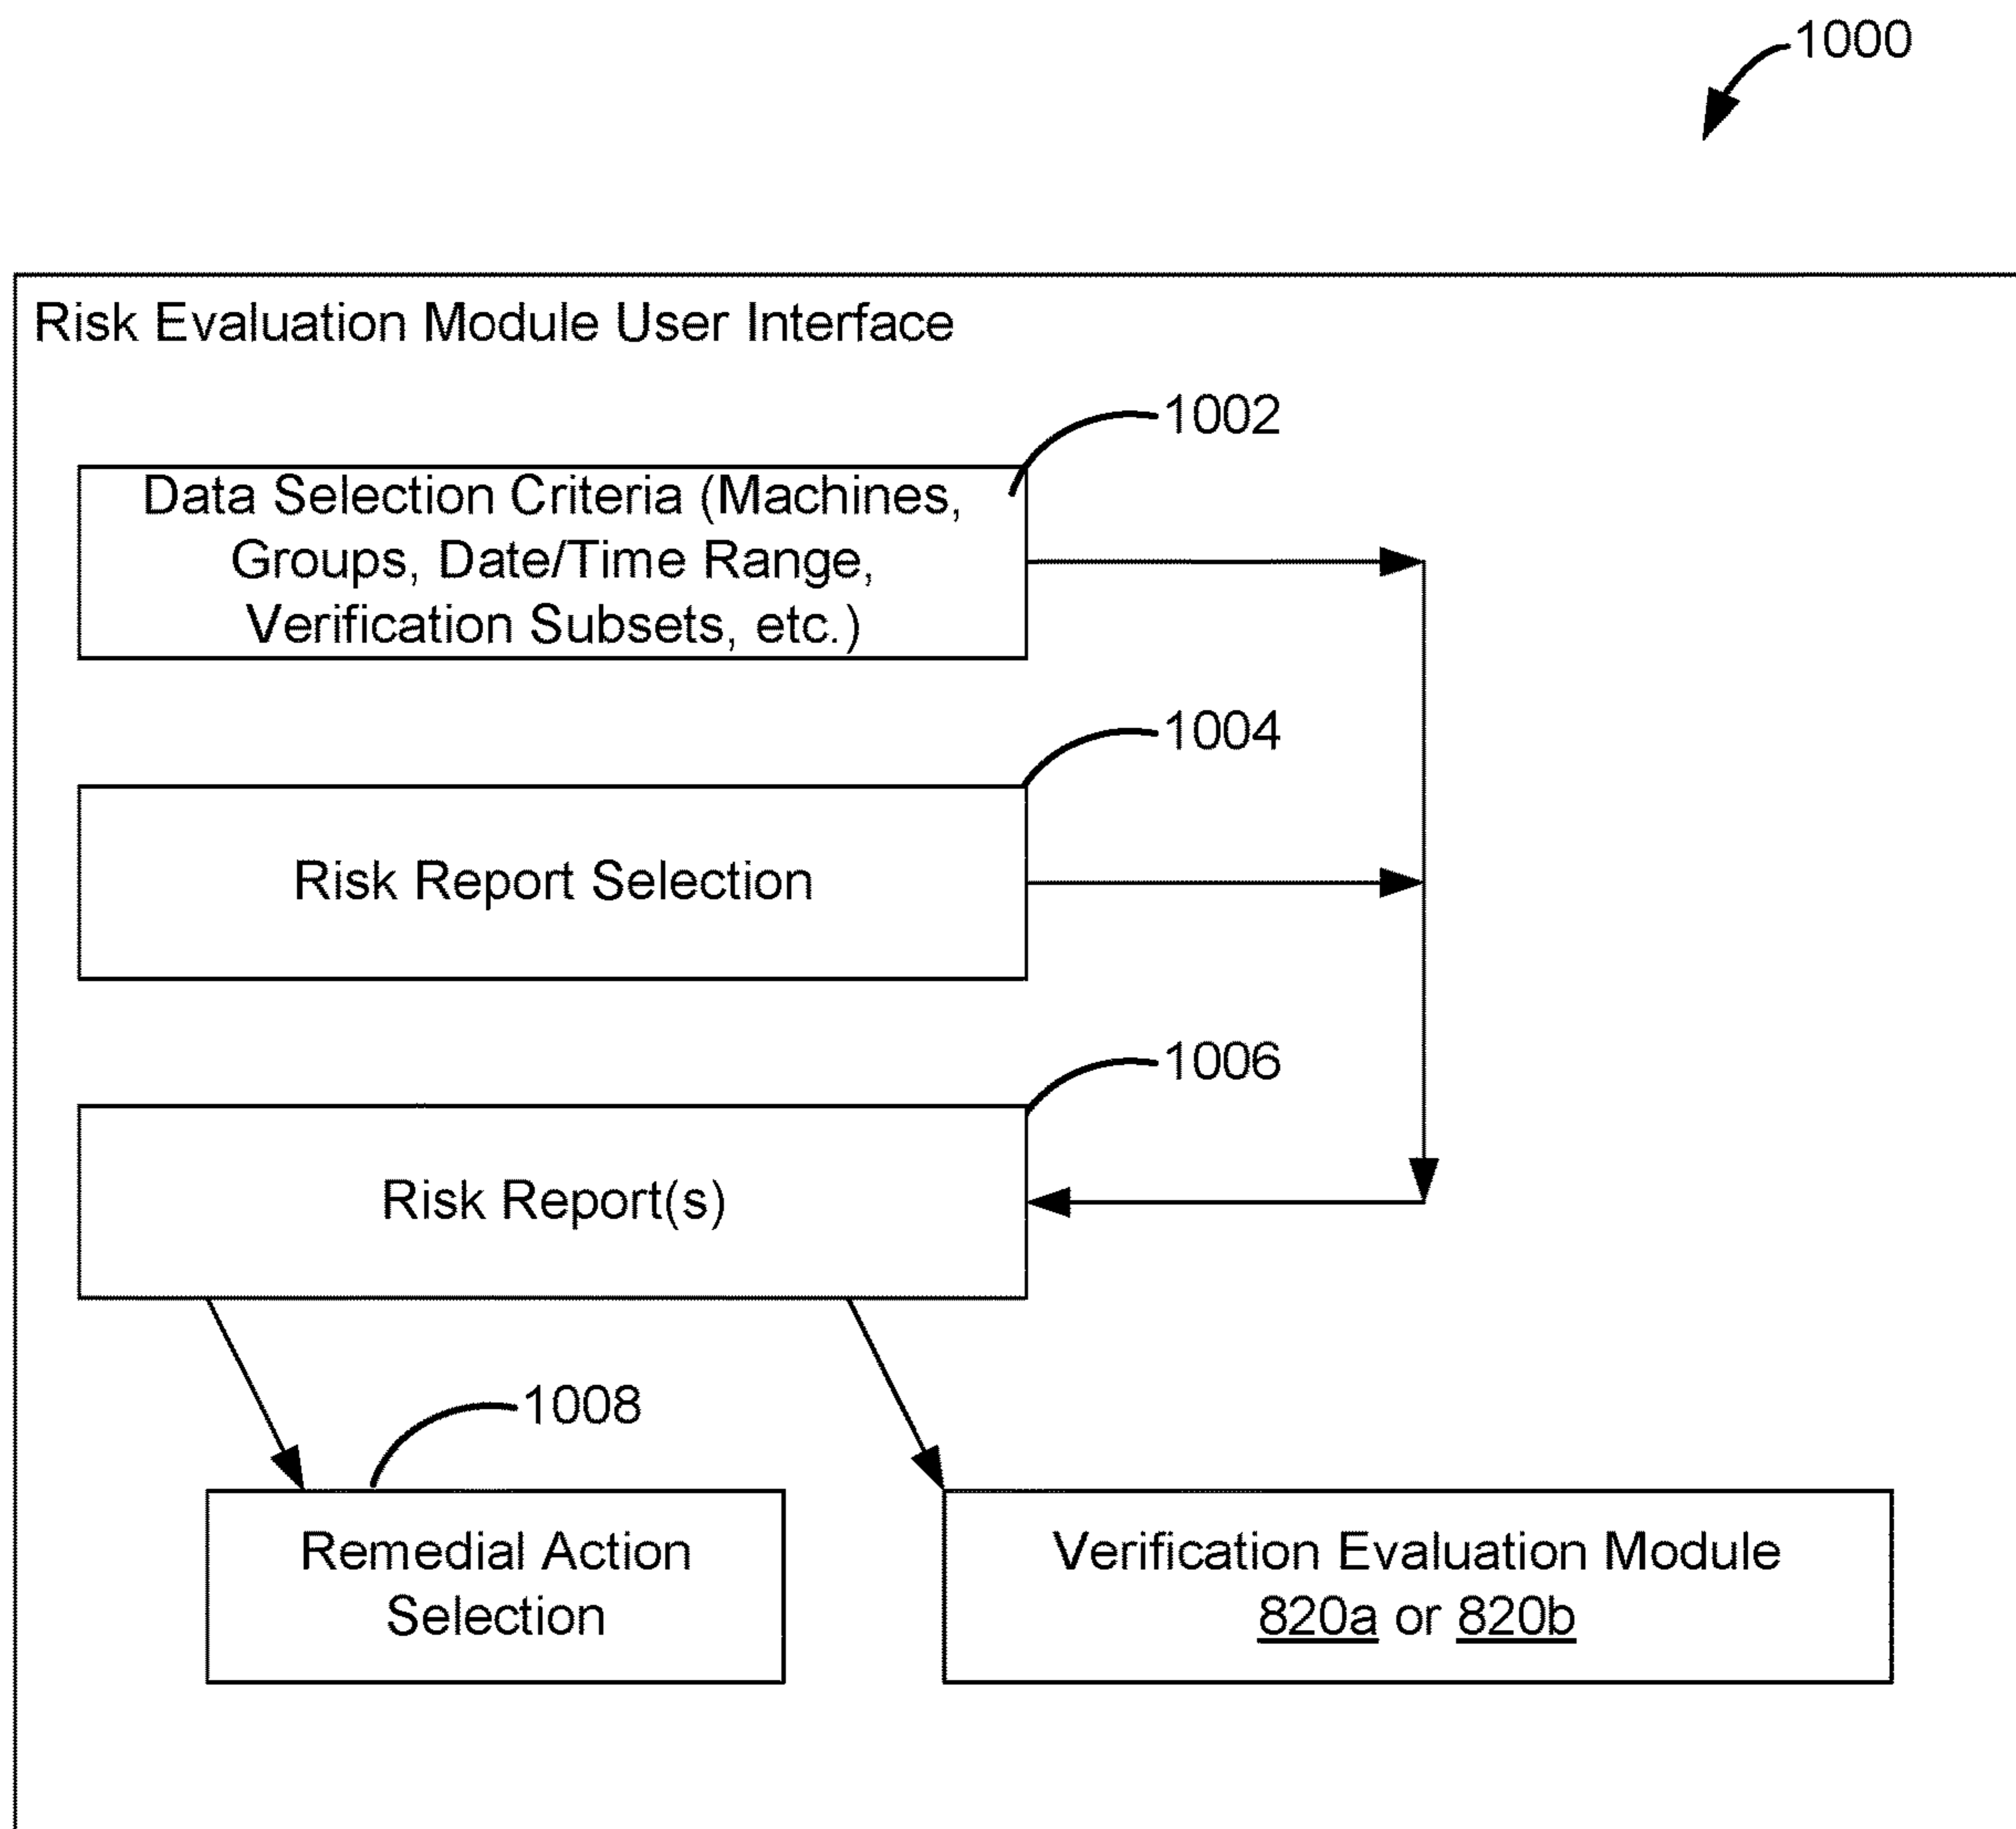 1000
Risk Evaluation Module User Interface
1002
Data Selection Criteria (Machines,
Groups, Date/Time Range,
Verification Subsets, etc.)
1004
Risk Report Selection
1006
Risk Report(s)
1008
Remedial Action
Selection
Verification Evaluation Module
820a or 820b